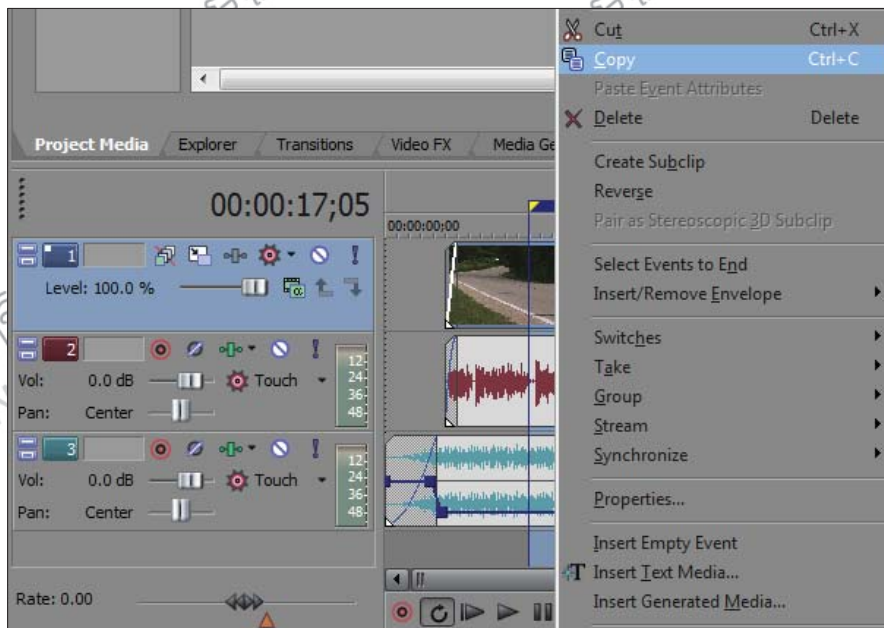 Cut Ctrl+X
Copy Ctrl+C
Paste Event Attributes
Delete Delete
Create Subclip
Reverse
Pair as Stereoscopic 3D Subclip
Select Events to End
Insert/Remove Envelope
Switches
Take
Group
Stream
Synchronize
Properties...
Insert Empty Event
Insert Text Media...
Insert Generated Media...
Project Media Explorer Transitions Video FX Media Ge
00:00:17;05
00:00:00;00
1
Level: 100.0 %
2
Vol: 0.0 dB Touch
Pan: Center
12
24
36
48
3
Vol: 0.0 dB Touch
Pan: Center
12
24
36
48
Rate: 0.00